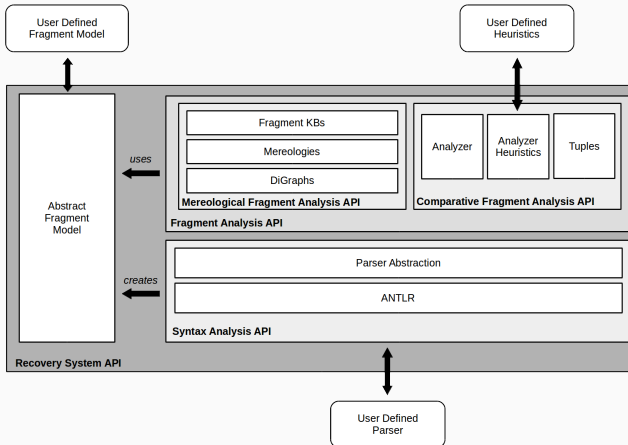 User Defined
Fragment Model
User Defined
Heuristics
Fragment KBs
Mereologies
DiGraphs
Mereological Fragment Analysis API
Analyzer
Analyzer
Heuristics
Tuples
Comparative Fragment Analysis API
Fragment Analysis API
uses
Abstract
Fragment
Model
creates
Parser Abstraction
ANTLR
Syntax Analysis API
Recovery System API
User Defined
Parser